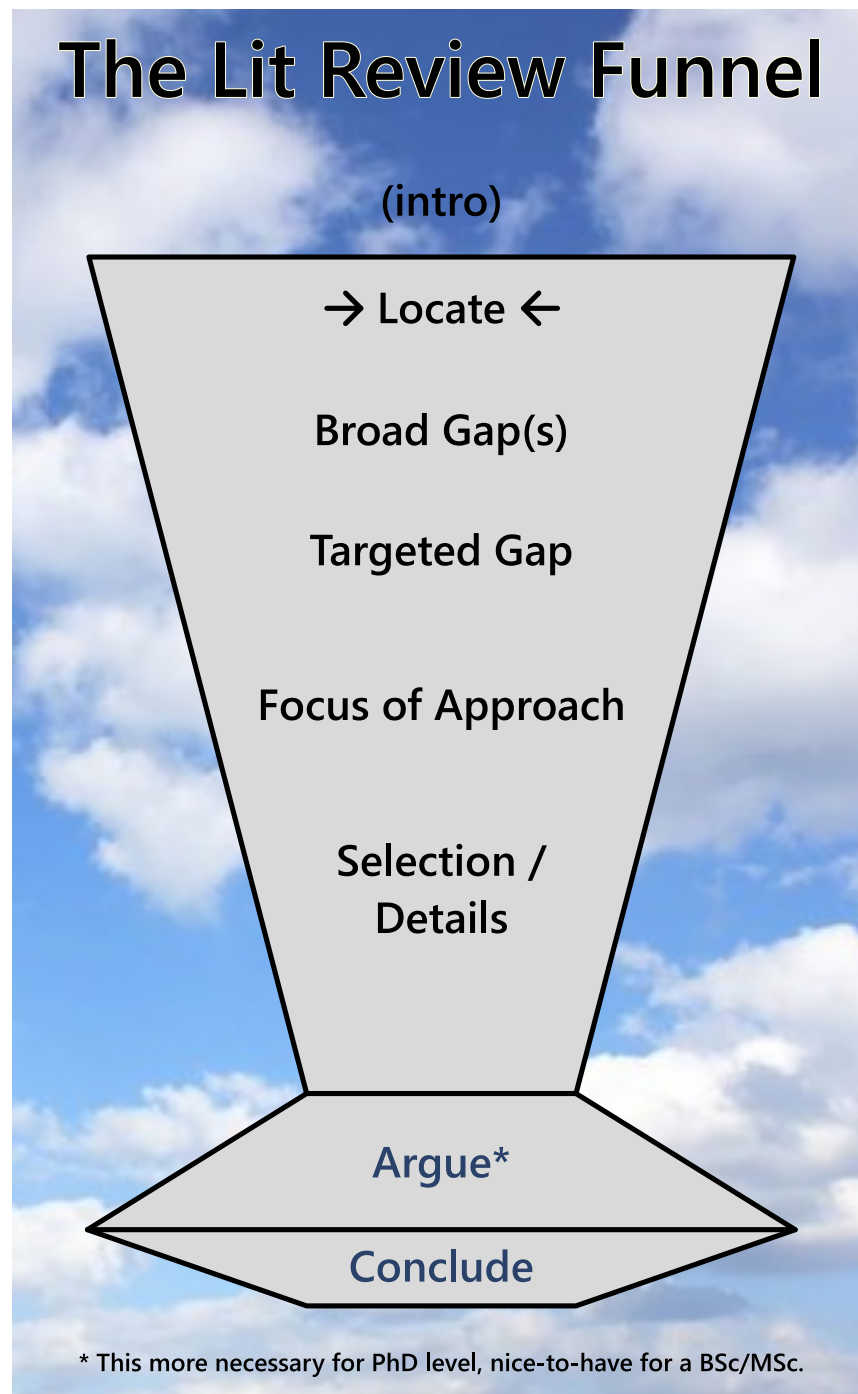 The Lit Review Funnel
(intro)
→ Locate ←
Broad Gap(s)
Targeted Gap
Focus of Approach
Selection /
Details
Argue*
Conclude
* This more necessary for PhD level, nice-to-have for a BSc/MSc.